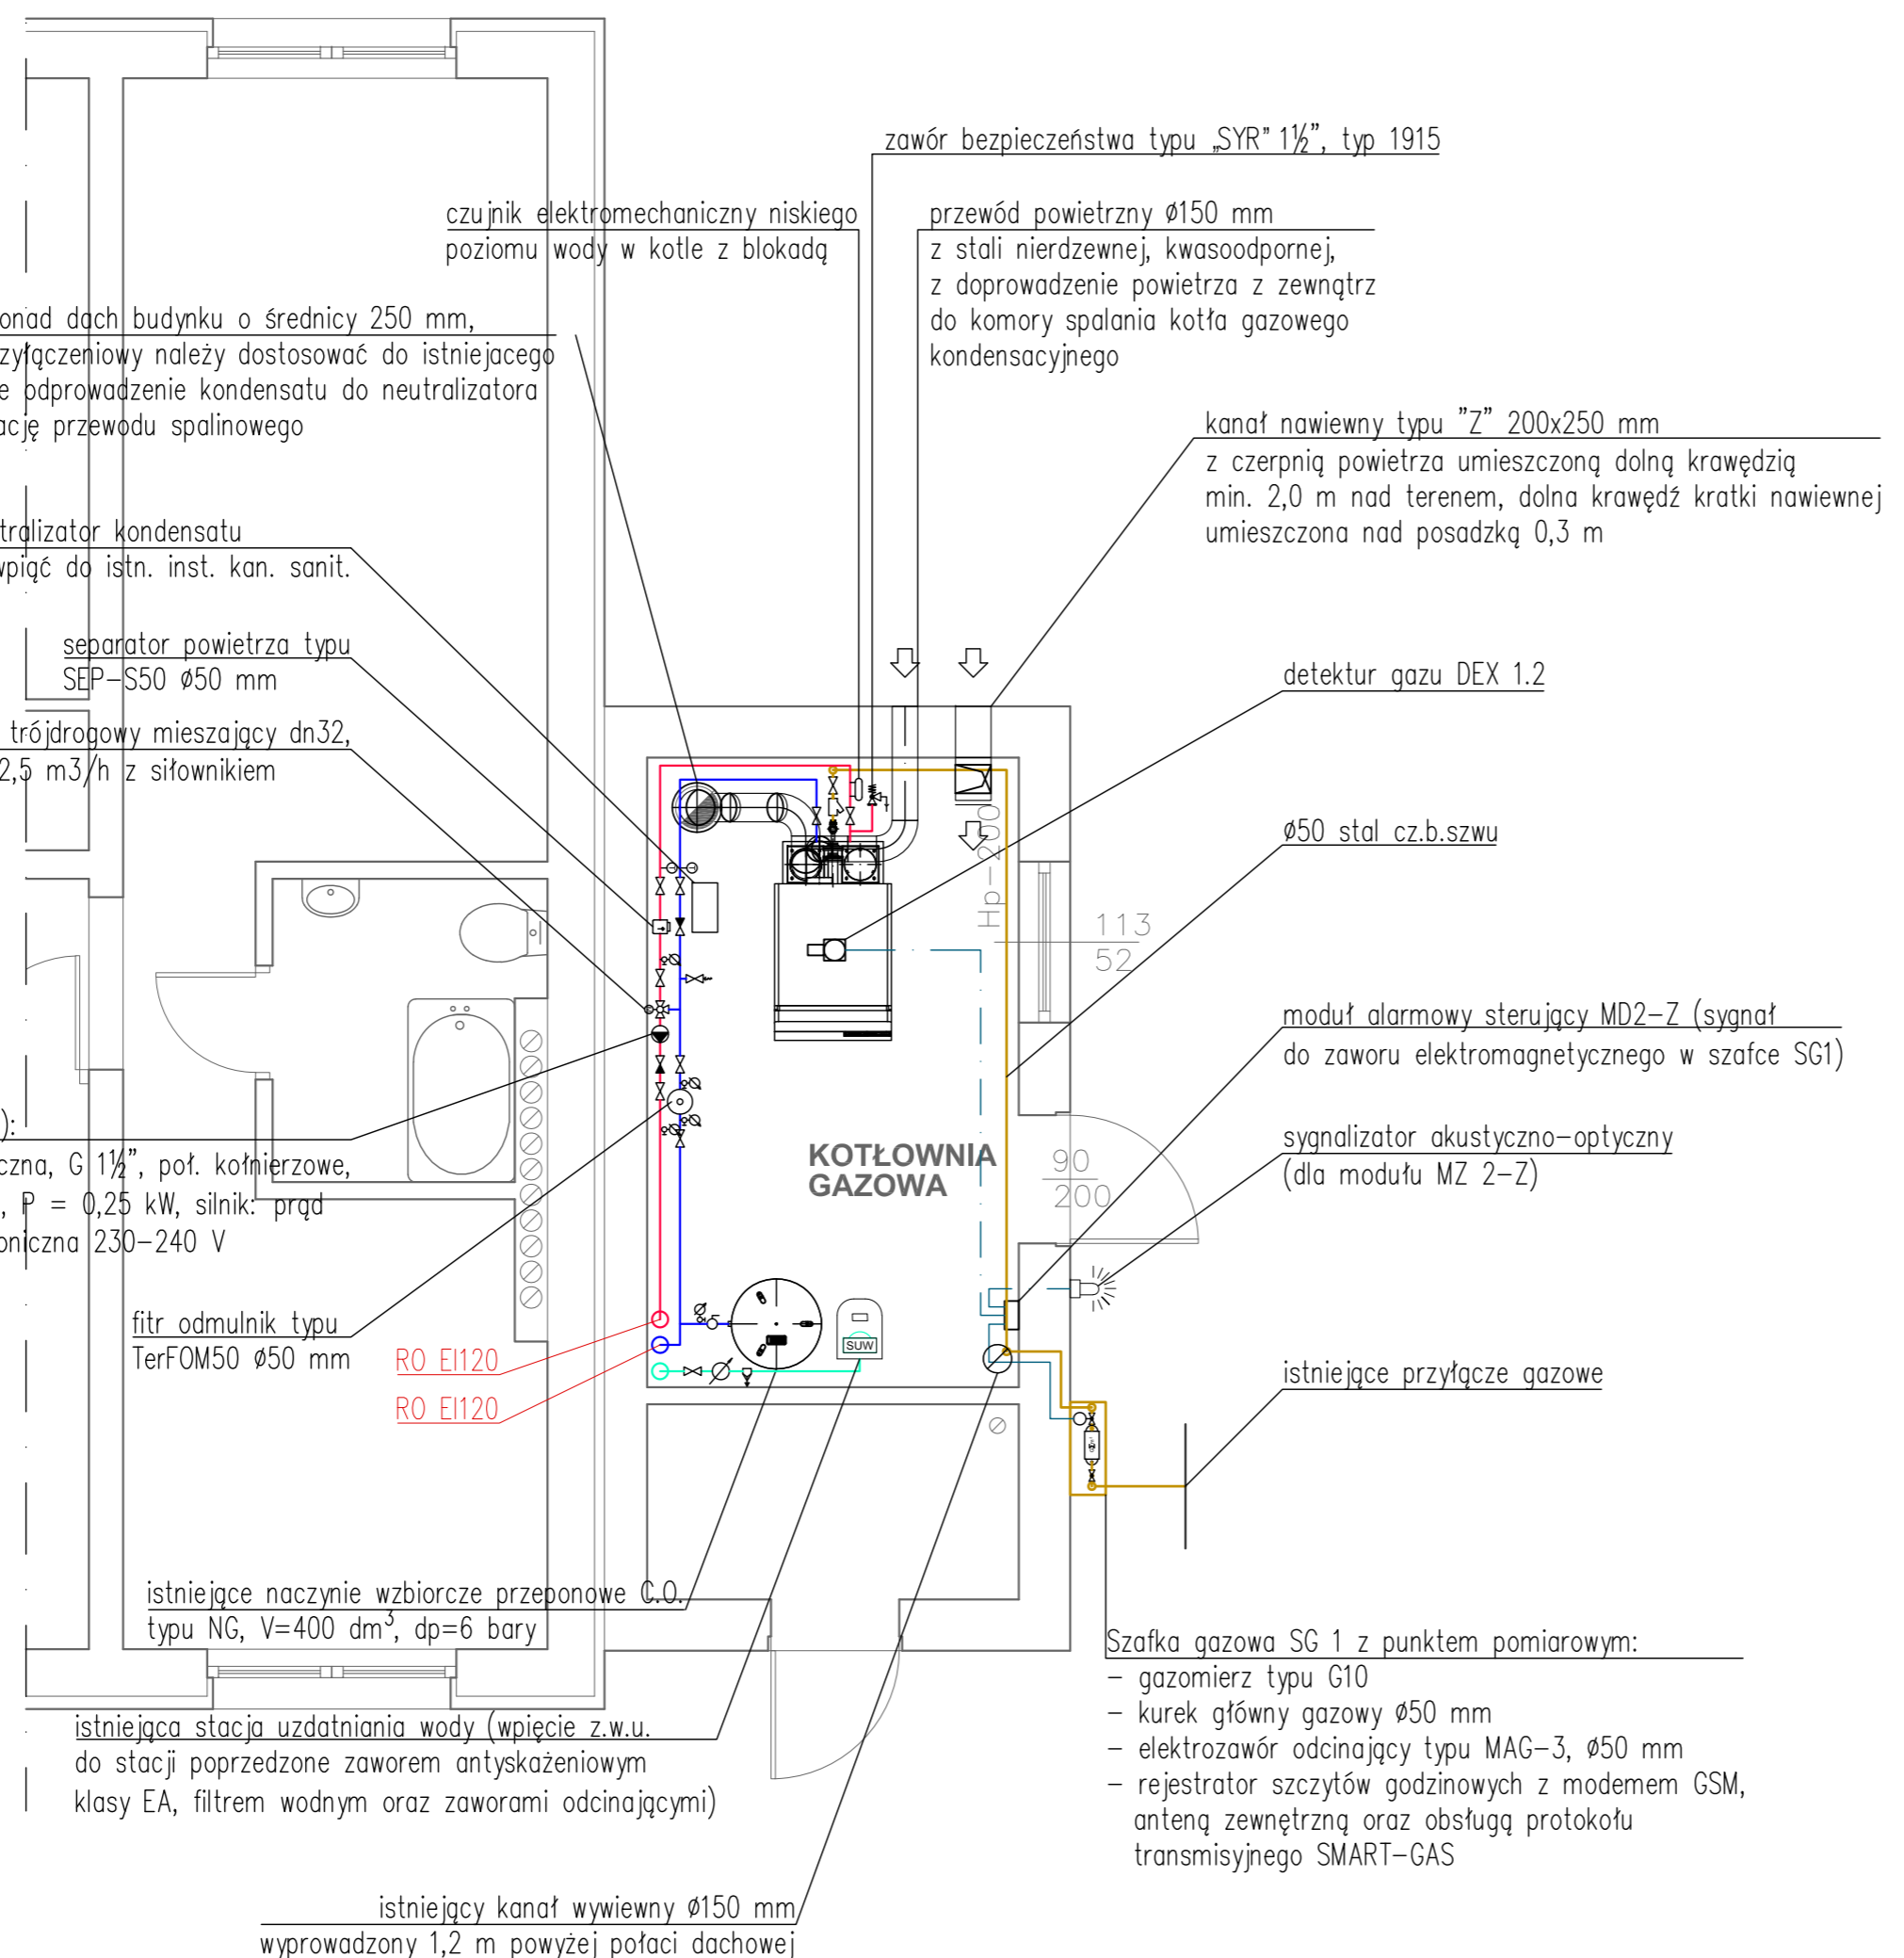 zawór bezpieczeństwa typu „SYR" 1½", typ 1915
czujnik elektromechaniczny niskiego
poziomu wody w kotle z blokadą
przewód powietrzny Ø150 mm
z stali nierdzewnej, kwasoodpornej,
z doprowadzenie powietrza z zewnątrz
do komory spalania kotła gazowego
kondensacyjnego
onad dach budynku o średnicy 250 mm,
zyłączeniowy należy dostosować do istniejacego
e odprowadzenie kondensatu do neutralizatora
ację przewodu spalinowego
kanał nawiewny typu "Z" 200x250 mm
z czerpnią powietrza umieszczoną dolną krawędzią
min. 2,0 m nad terenem, dolna krawędź kratki nawiewnej
umieszczona nad posadzką 0,3 m
tralizator kondensatu
wpiąć do istn. inst. kan. sanit.
separator powietrza typu
SEP-S50 Ø50 mm
detektur gazu DEX 1.2
trójdrogowy mieszający dn32,
2,5 m3/h z siłownikiem
Ø50 stal cz.b.szwu
Hp-200
113
52
moduł alarmowy sterujący MD2-Z (sygnał
do zaworu elektromagnetycznego w szafce SG1)
):
czna, G 1½", poł. kołnierzowe,
, P = 0,25 kW, silnik: prąd
oniczna 230-240 V
KOTŁOWNIA
GAZOWA
90
200
sygnalizator akustyczno-optyczny
(dla modułu MZ 2-Z)
fitr odmulnik typu
TerFOM50 Ø50 mm
RO EI120
RO EI120
SUW
istniejące przyłącze gazowe
istniejące naczynie wzbiorcze przeponowe C.O.
typu NG, V=400 dm³, dp=6 bary
Szafka gazowa SG 1 z punktem pomiarowym:
- gazomierz typu G10
- kurek główny gazowy Ø50 mm
- elektrozawór odcinający typu MAG-3, Ø50 mm
- rejestrator szczytów godzinowych z modemem GSM,
anteną zewnętrzną oraz obsługą protokołu
transmisyjnego SMART-GAS
istniejąca stacja uzdatniania wody (wpięcie z.w.u.
do stacji poprzedzone zaworem antyskażeniowym
klasy EA, filtrem wodnym oraz zaworami odcinającymi)
istniejący kanał wywiewny Ø150 mm
wyprowadzony 1,2 m powyżej połaci dachowej